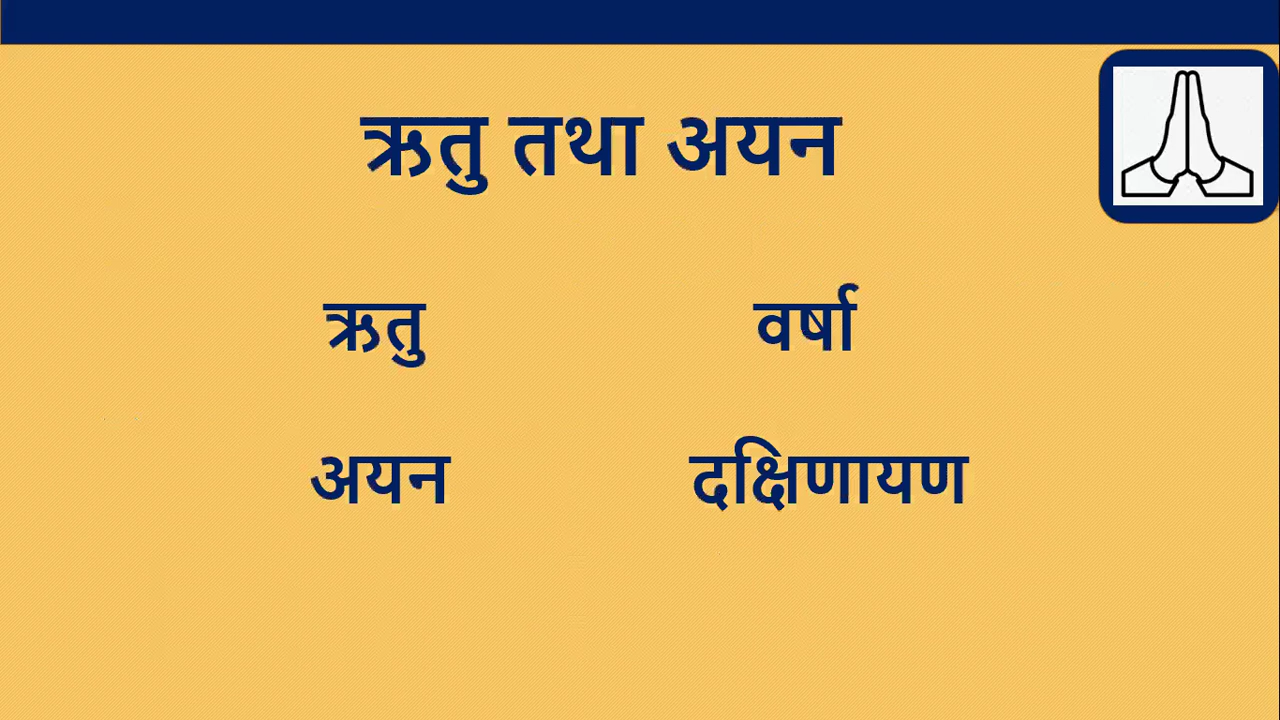 ऋतु तथा अयन
ऋतु वर्षा
अयन दक्षिणायण